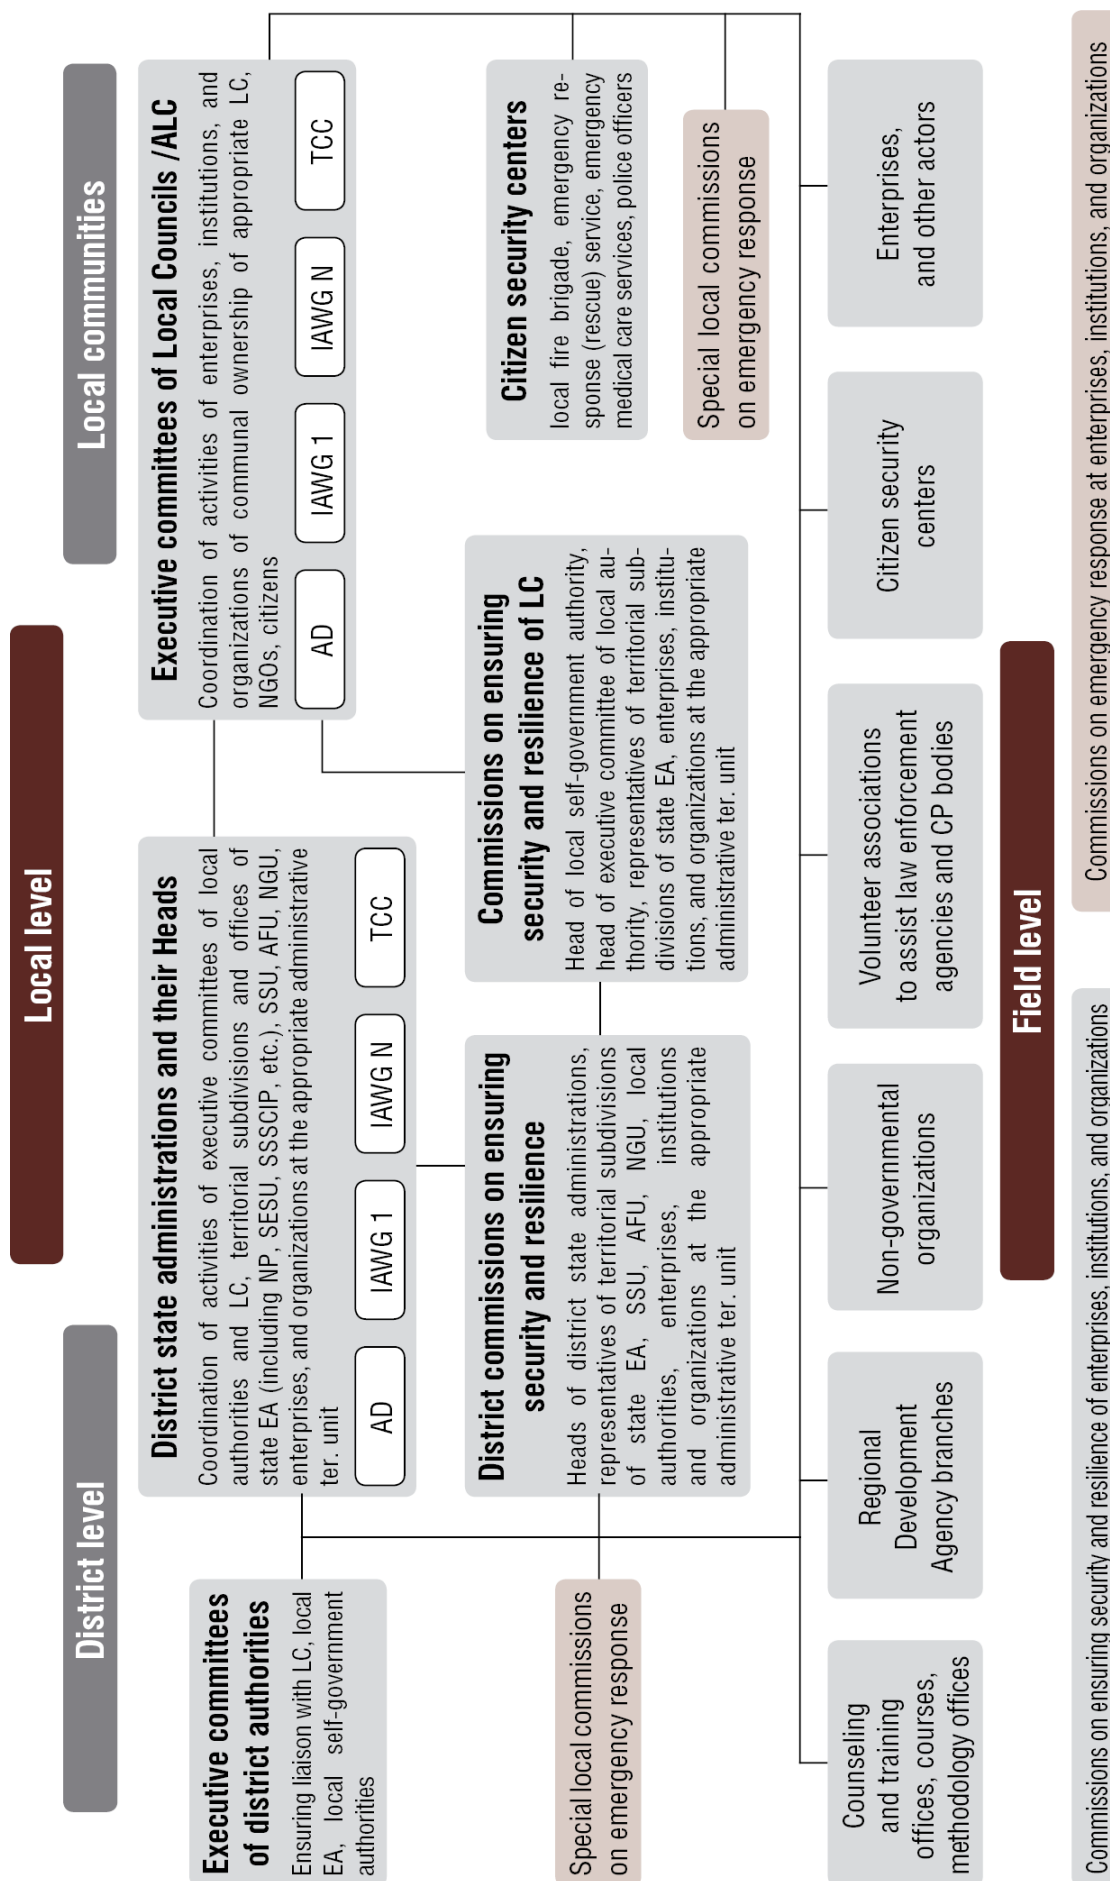 Local level
District level
Local communities
Executive committees
of district authorities
Ensuring liaison with LC, local
EA, local self-government
authorities
District state administrations and their Heads
Coordination of activities of executive committees of local
authorities and LC, territorial subdivisions and offices of
state EA (including NP, SESU, SSSCIP, etc.), SSU, AFU, NGU,
enterprises, and organizations at the appropriate administrative
ter. unit
AD
IAWG 1
IAWG N
TCC
Executive committees of Local Councils /ALC
Coordination of activities of enterprises, institutions, and
organizations of communal ownership of appropriate LC,
NGOs, citizens
AD
IAWG 1
IAWG N
TCC
Special local commissions
on emergency response
District commissions on ensuring
security and resilience
Heads of district state administrations,
representatives of territorial subdivisions
of state EA, SSU, AFU, NGU, local
authorities, enterprises, institutions
and organizations at the appropriate
administrative ter. unit
Commissions on ensuring
security and resilience of LC
Head of local self-government authority,
head of executive committee of local au-
thority, representatives of territorial sub-
divisions of state EA, enterprises, institu-
tions, and organizations at the appropriate
administrative ter. unit
Citizen security centers
local fire brigade, emergency re-
sponse (rescue) service, emergency
medical care services, police officers
Special local commissions
on emergency response
Counseling
and training
offices, courses,
methodology offices
Regional
Development
Agency branches
Non-governmental
organizations
Volunteer associations
to assist law enforcement
agencies and CP bodies
Citizen security
centers
Enterprises,
and other actors
Field level
Commissions on ensuring security and resilience of enterprises, institutions, and organizations
Commissions on emergency response at enterprises, institutions, and organizations